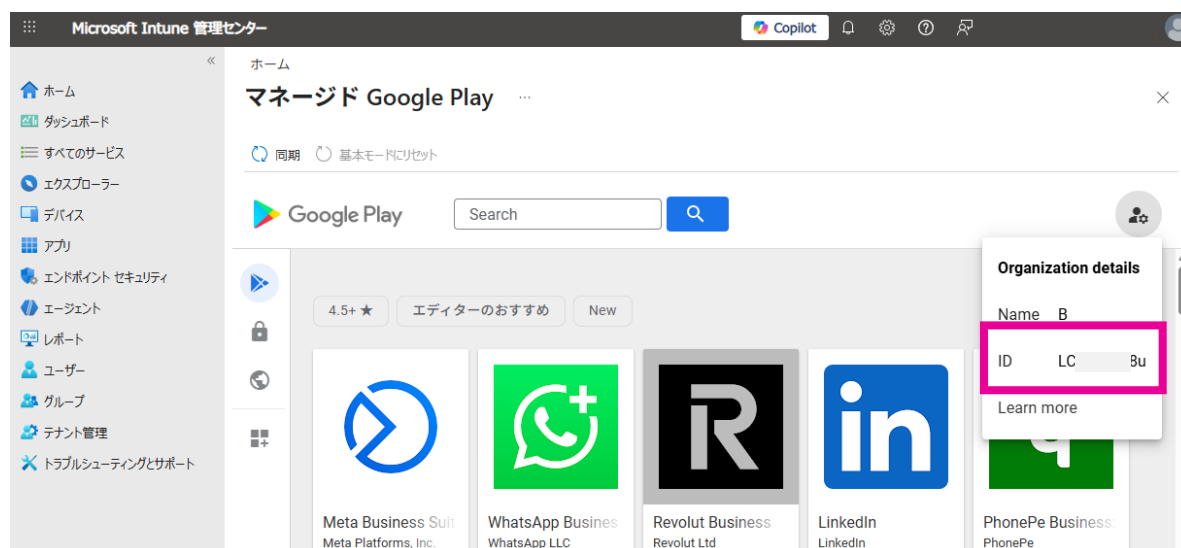 Microsoft Intune 管理センター
Copilot
«
ホーム
ダッシュボード
すべてのサービス
エクスプローラー
デバイス
アプリ
エンドポイント セキュリティ
エージェント
レポート
ユーザー
グループ
テナント管理
トラブルシューティングとサポート
ホーム
マネージド Google Play ...
同期 基本モードにリセット
Google Play
Search
Organization details
Name B
ID LC 8u
Learn more
4.5+ ★ エディターのおすすめ New
Meta Business Suit
Meta Platforms, Inc.
WhatsApp Busines
WhatsApp LLC
Revolut Business
Revolut Ltd
LinkedIn
LinkedIn
PhonePe Business:
PhonePe